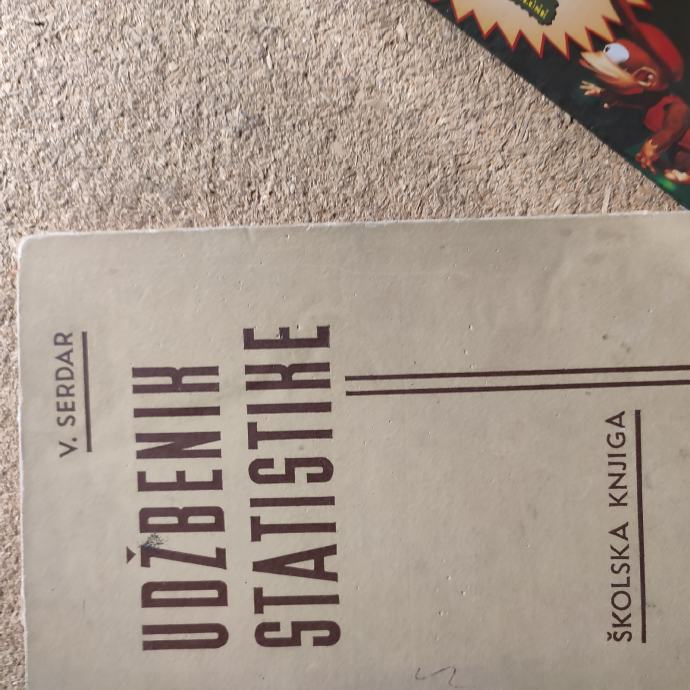 V. SERDAR
UDŽBENIK
STATISTIKE
ŠKOLSKA KNJIGA